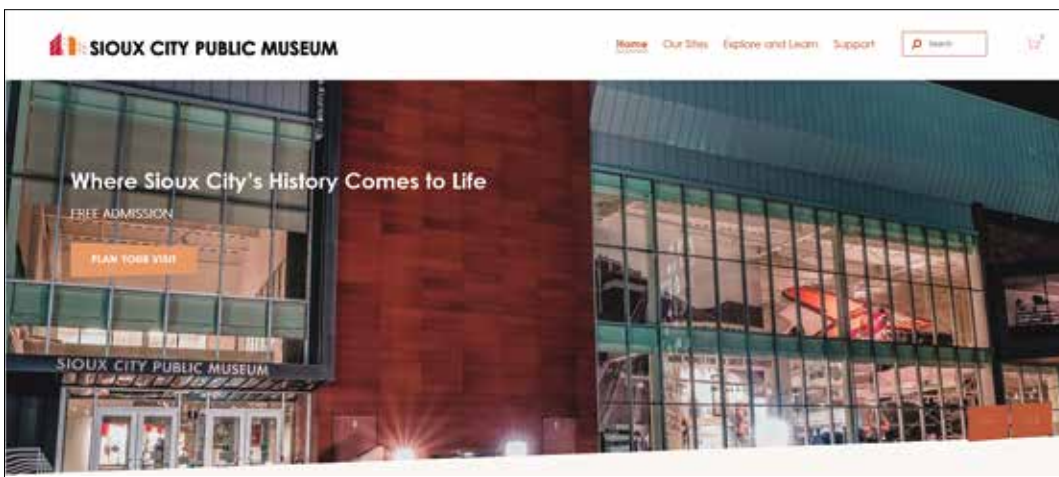 SIOUX CITY PUBLIC MUSEUM
Home Our Sites Explore and Learn Support
Search
Where Sioux City's History Comes to Life
FREE ADMISSION
PLAN YOUR VISIT
SIOUX CITY PUBLIC MUSEUM